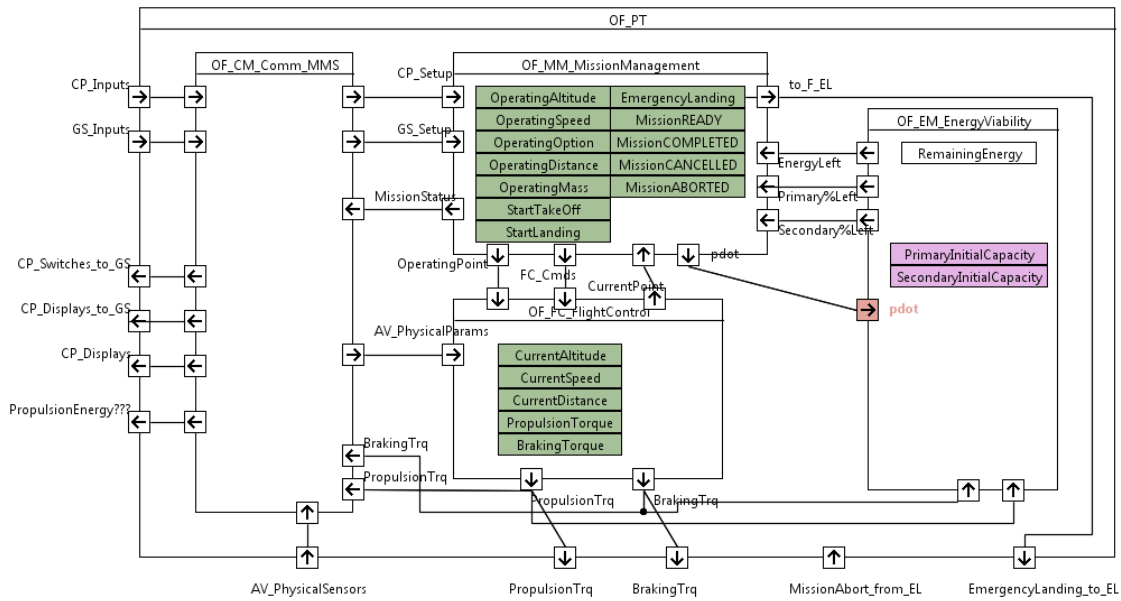 OF_PT
OF_CM_Comm_MMS
OF_MM_MissionManagement
CP_Inputs
CP_Setup
to_F_EL
OperatingAltitude
EmergencyLanding
OperatingSpeed
MissionREADY
OF_EM_EnergyViability
GS_Inputs
GS_Setup
OperatingOption
MissionCOMPLETED
RemainingEnergy
OperatingDistance
MissionCANCELLED
EnergyLeft
OperatingMass
MissionABORTED
MissionStatus
Primary%Left
StartTakeOff
StartLanding
Secondary%Left
CP_Switches_to_GS
OperatingPoint
FC_Cmds
CurrentPoint
pdot
PrimaryInitialCapacity
SecondaryInitialCapacity
CP_Displays_to_GS
OF_FC_FlightControl
pdot
AV_PhysicalParams
CP_Displays
CurrentAltitude
CurrentSpeed
CurrentDistance
PropulsionEnergy???
PropulsionTorque
BrakingTorque
BrakingTrq
PropulsionTrq
PropulsionTrq
BrakingTrq
AV_PhysicalSensors
PropulsionTrq
BrakingTrq
MissionAbort_from_EL
EmergencyLanding_to_EL